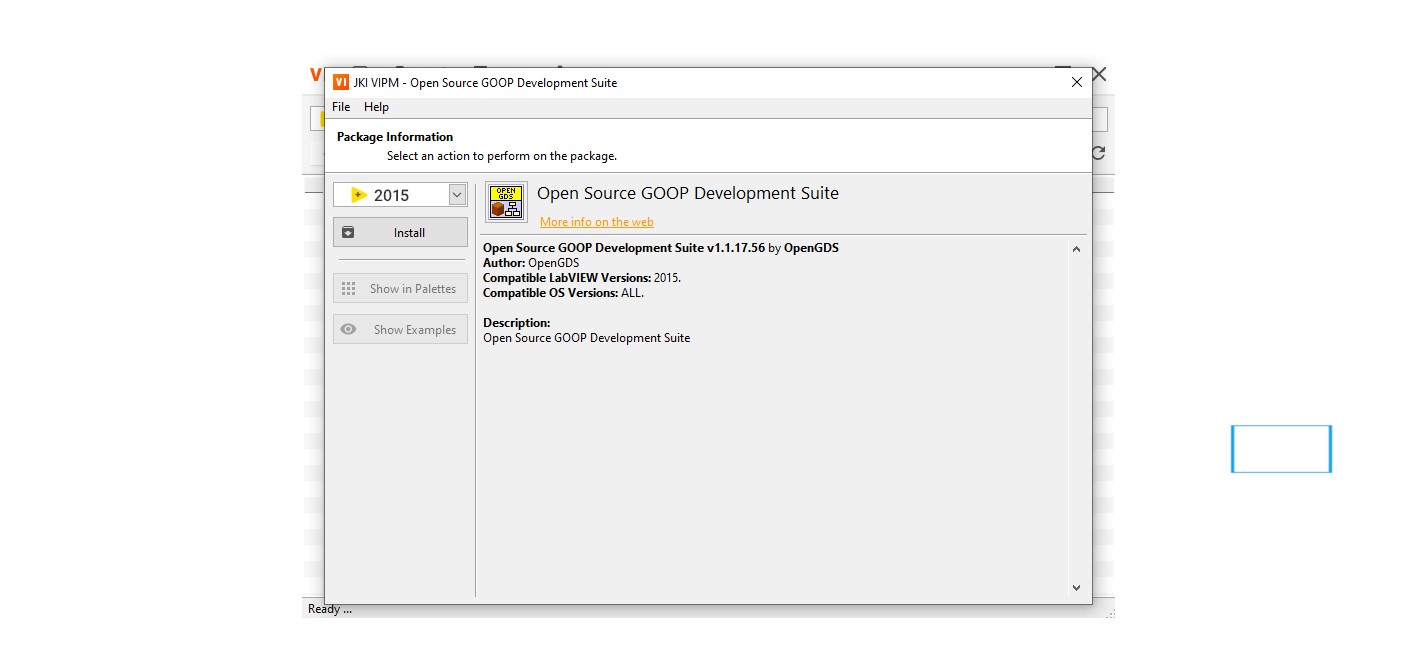 VI
VI JKI VIPM - Open Source GOOP Development Suite
File Help
Package Information
Select an action to perform on the package.
2015
Install
Show in Palettes
Show Examples
OPEN
GDS
Open Source GOOP Development Suite
More info on the web
Open Source GOOP Development Suite v1.1.17.56 by OpenGDS
Author: OpenGDS
Compatible LabVIEW Versions: 2015.
Compatible OS Versions: ALL.
Description:
Open Source GOOP Development Suite
Ready ...